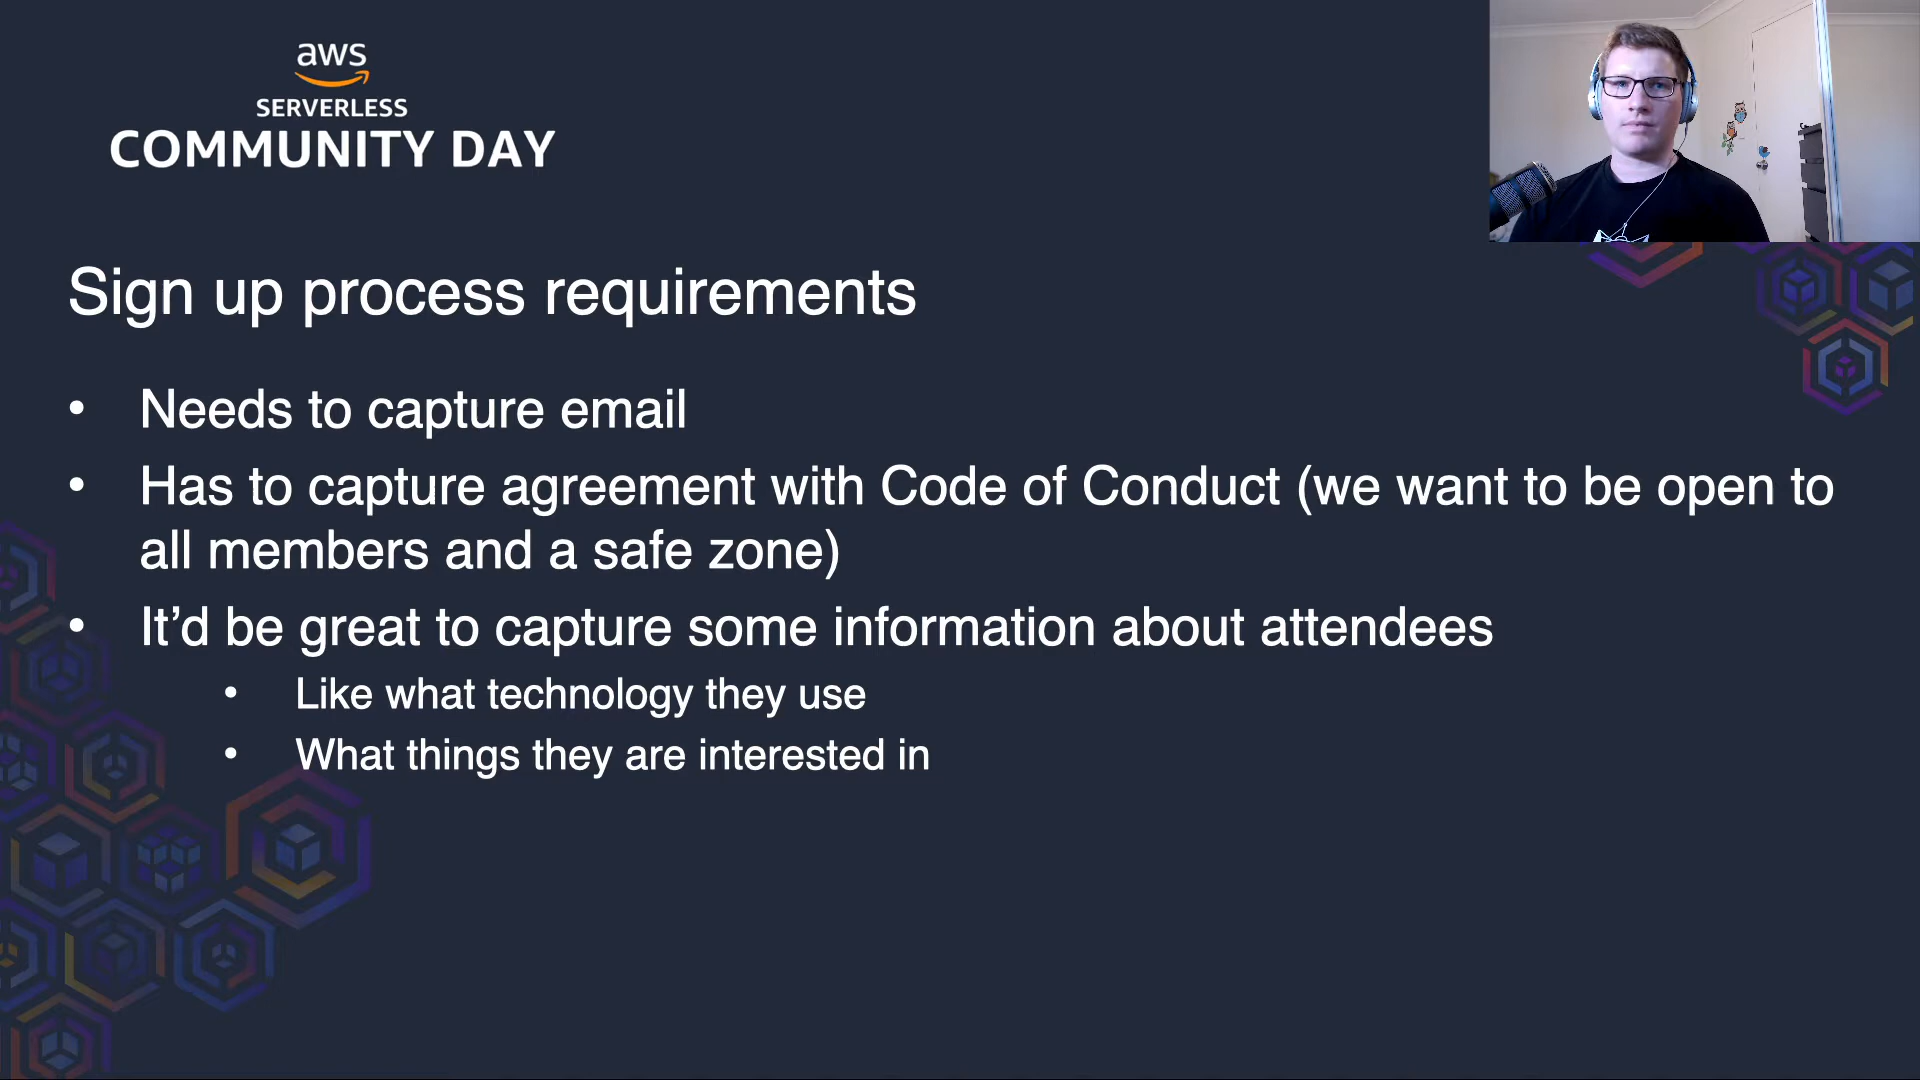 aws
SERVERLESS
COMMUNITY DAY
Sign up process requirements
• Needs to capture email
• Has to capture agreement with Code of Conduct (we want to be open to
all members and a safe zone)
• It’d be great to capture some information about attendees
• Like what technology they use
• What things they are interested in